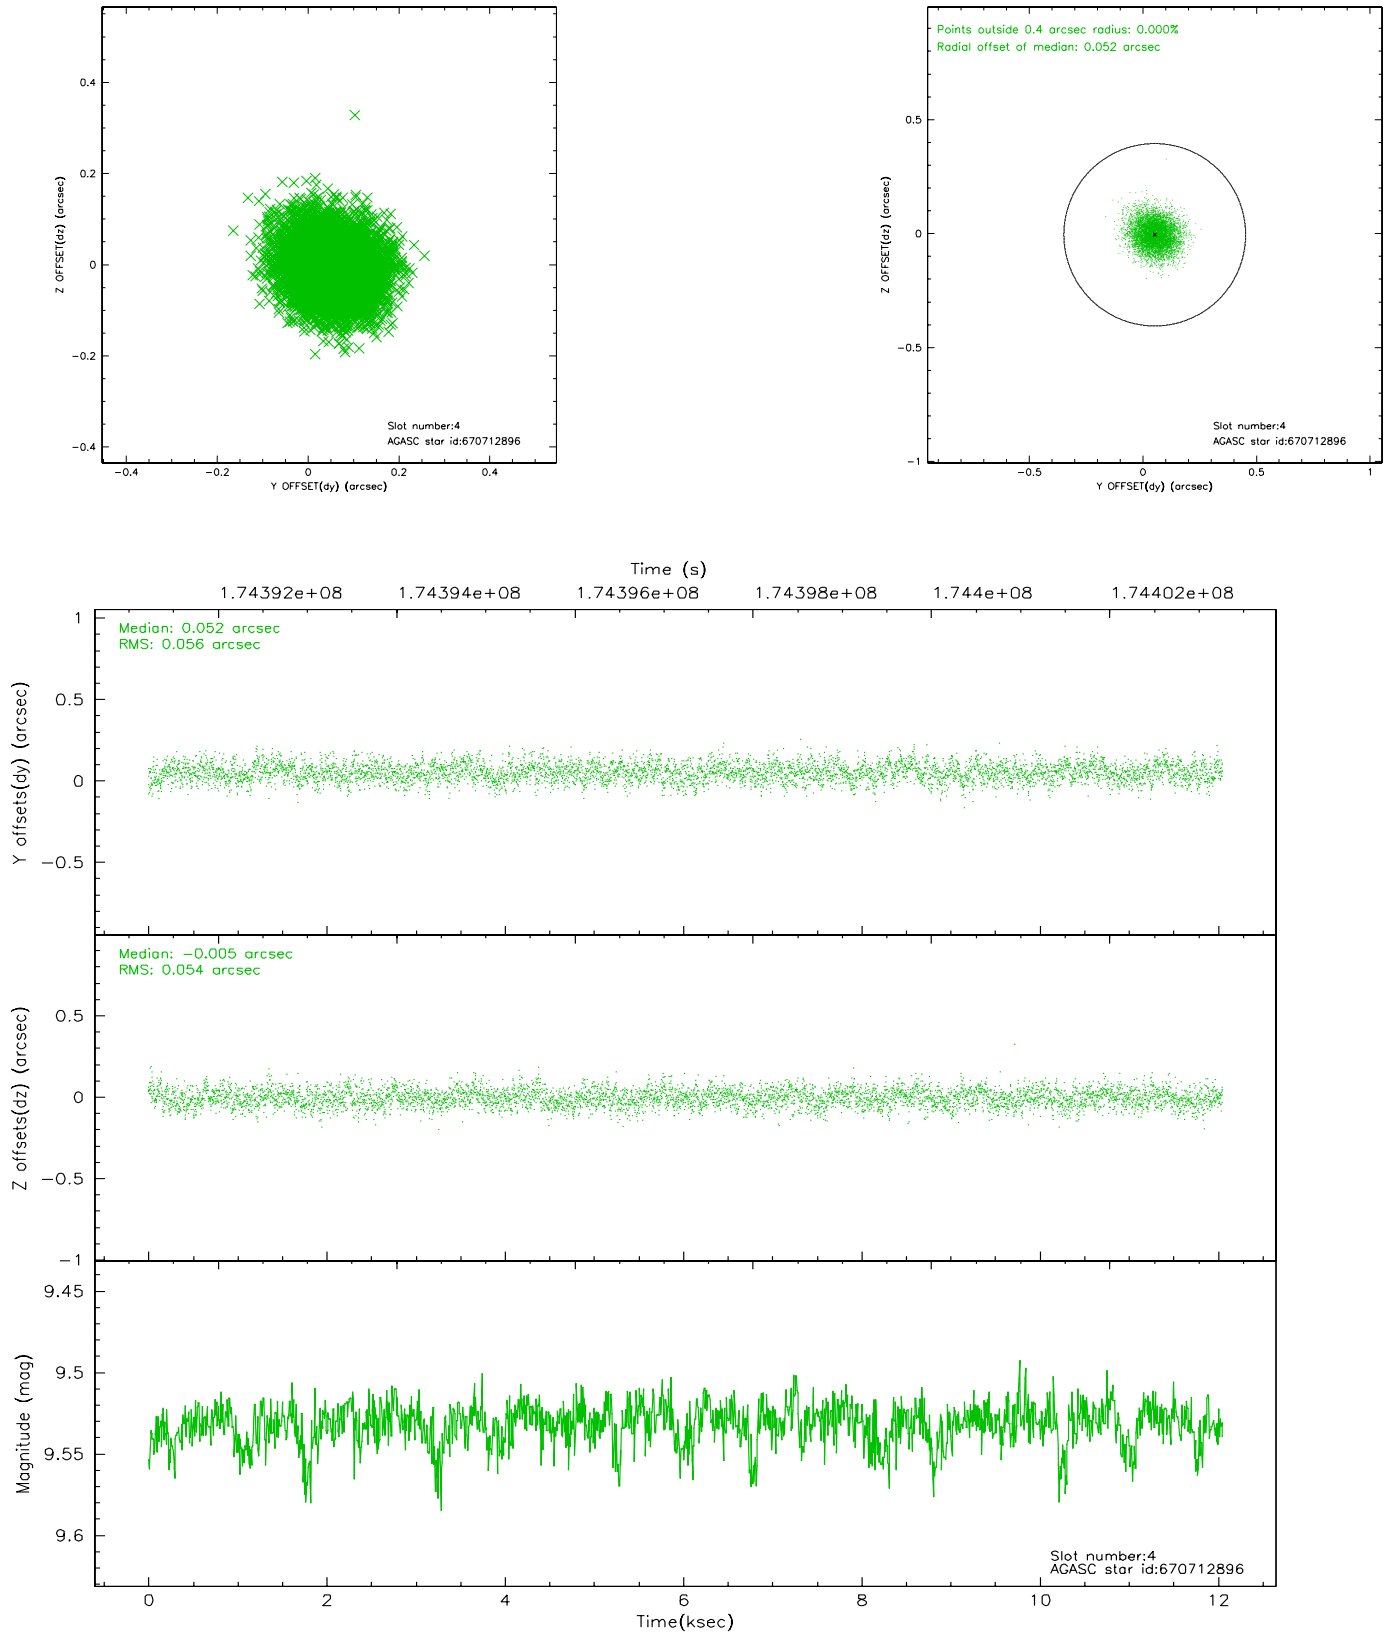 0.4
0.2
0
−0.2
−0.4
Z OFFSET(dz) (arcsec)
Slot number:4
AGASC star id:670712896
−0.4 −0.2 0 0.2 0.4
Y OFFSET(dy) (arcsec)
Points outside 0.4 arcsec radius: 0.000%
Radial offset of median: 0.052 arcsec
0.5
0
−0.5
−1
Z OFFSET(dz) (arcsec)
Slot number:4
AGASC star id:670712896
−0.5 0 0.5 1
Y OFFSET(dy) (arcsec)
Time (s)
1.74392e+08 1.74394e+08 1.74396e+08 1.74398e+08 1.744e+08 1.74402e+08
Median: 0.052 arcsec
RMS: 0.056 arcsec
1
0.5
0
−0.5
Y offsets(dy) (arcsec)
Median: −0.005 arcsec
RMS: 0.054 arcsec
0.5
0
−0.5
−1
Z offsets(dz) (arcsec)
9.45
9.5
9.55
9.6
Magnitude (mag)
Slot number:4
AGASC star id:670712896
0 2 4 6 8 10 12
Time(ksec)